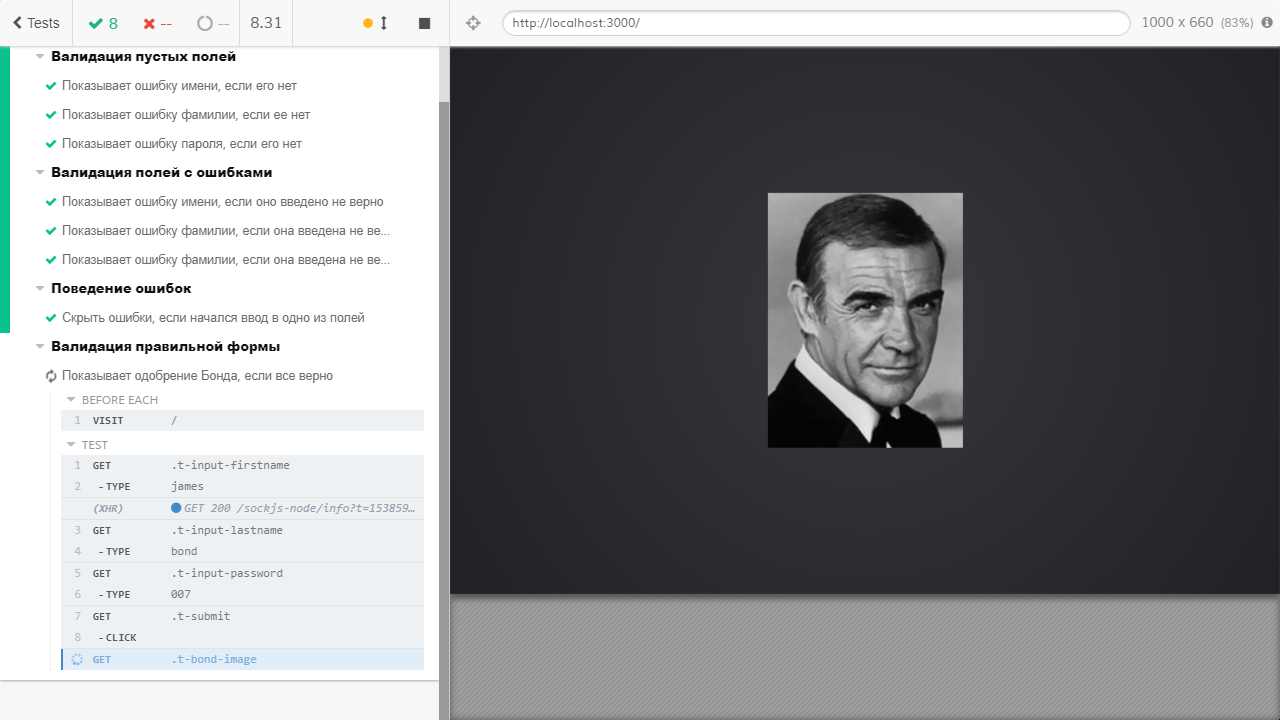 Tests 8 -- -- 8.31 http://localhost:3000/ 1000 x 660 (83%)
Валидация пустых полей
Показывает ошибку имени, если его нет
Показывает ошибку фамилии, если ее нет
Показывает ошибку пароля, если его нет
Валидация полей с ошибками
Показывает ошибку имени, если оно введено не верно
Показывает ошибку фамилии, если она введена не ве...
Показывает ошибку фамилии, если она введена не ве...
Поведение ошибок
Скрыть ошибки, если начался ввод в одно из полей
Валидация правильной формы
Показывает одобрение Бонда, если все верно
BEFORE EACH
1 VISIT /
TEST
1 GET .t-input-firstname
2 -TYPE james
(XHR) GET 200 /sockjs-node/info?t=153859...
3 GET .t-input-lastname
4 -TYPE bond
5 GET .t-input-password
6 -TYPE 007
7 GET .t-submit
8 -CLICK
GET .t-bond-image